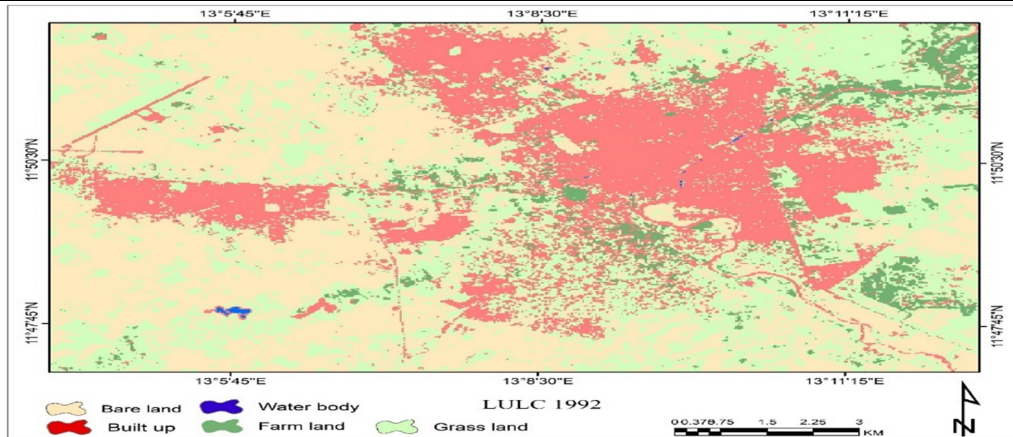 13°5'45"E 13°8'30"E 13°11'15"E
11°50'30"N 11°50'30"N
11°47'45"N 11°47'45"N
13°5'45"E 13°8'30"E 13°11'15"E
Bare land Water body LULC 1992
Built up Farm land Grass land
0 0.375 0.75 1.5 2.25 3
KM
N